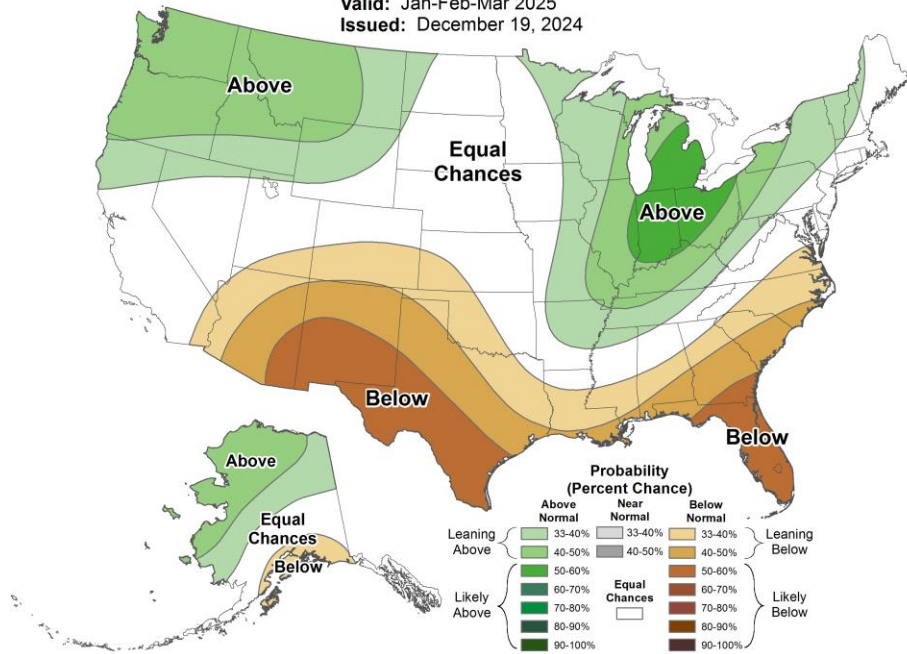 Valid: Jan-Feb-Mar 2025
Issued: December 19, 2024
Above
Equal
Chances
Above
Below
Below
Above
Equal
Chances
Below
Probability
(Percent Chance)
Above
Normal
Near
Normal
Below
Normal
Leaning
Above
33-40%
33-40%
33-40%
Leaning
Below
40-50%
40-50%
40-50%
Likely
Above
50-60%
60-70%
70-80%
80-90%
90-100%
Equal
Chances
50-60%
60-70%
70-80%
80-90%
90-100%
Likely
Below